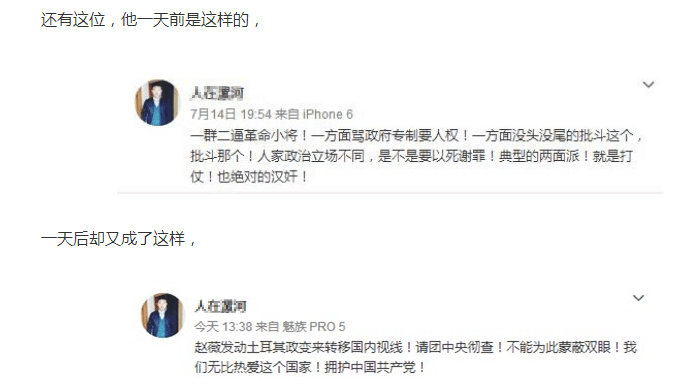 还有这位，他一天前是这样的，
人在漯河
7月14日 19:54 来自 iPhone 6
一群二逼革命小将！一方面骂政府专制要人权！一方面没头没尾的批斗这个，
批斗那个！人家政治立场不同，是不是要以死谢罪！典型的两面派！就是打
仗！也绝对的汉奸！
一天后却又成了这样，
人在漯河
今天 13:38 来自 魅族 PRO 5
赵薇发动土耳其政变来转移国内视线！请团中央彻查！不能为此蒙蔽双眼！我
们无比热爱这个国家！拥护中国共产党！